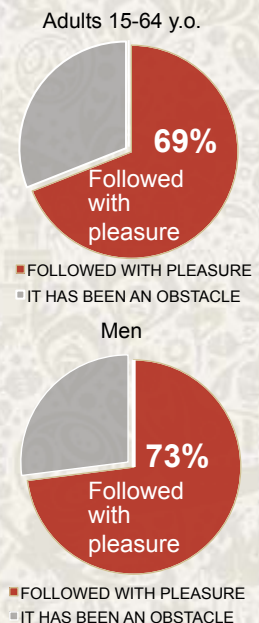 Adults 15-64 y.o.
69%
Followed
with
pleasure
FOLLOWED WITH PLEASURE
IT HAS BEEN AN OBSTACLE
Men
73%
Followed
with
pleasure
FOLLOWED WITH PLEASURE
IT HAS BEEN AN OBSTACLE